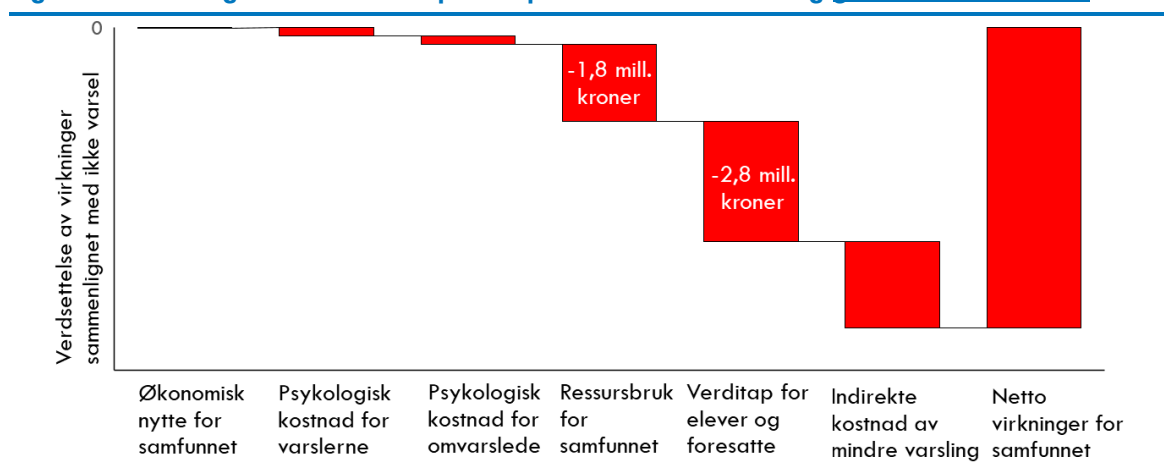 0
Verdsettelse av virkninger
sammenlignet med ikke varsel
-1,8 mill.
kroner
-2,8 mill.
kroner
Økonomisk
nytte for
samfunnet
Psykologisk
kostnad for
varslerne
Psykologisk
kostnad for
omvarslede
Ressursbruk
for
samfunnet
Verditap for
elever og
foresatte
Indirekte
kostnad av
mindre varsling
Netto
virkninger for
samfunnet